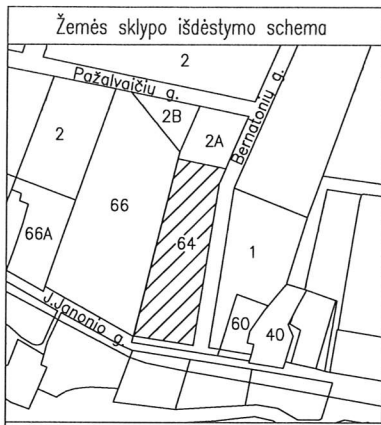 Žemės sklypo išdėstymo schema
2
Pažalvaičių g.
2B
2A
Bernatonių g.
2
66
64
66A
1
J.Janonio g.
60
40